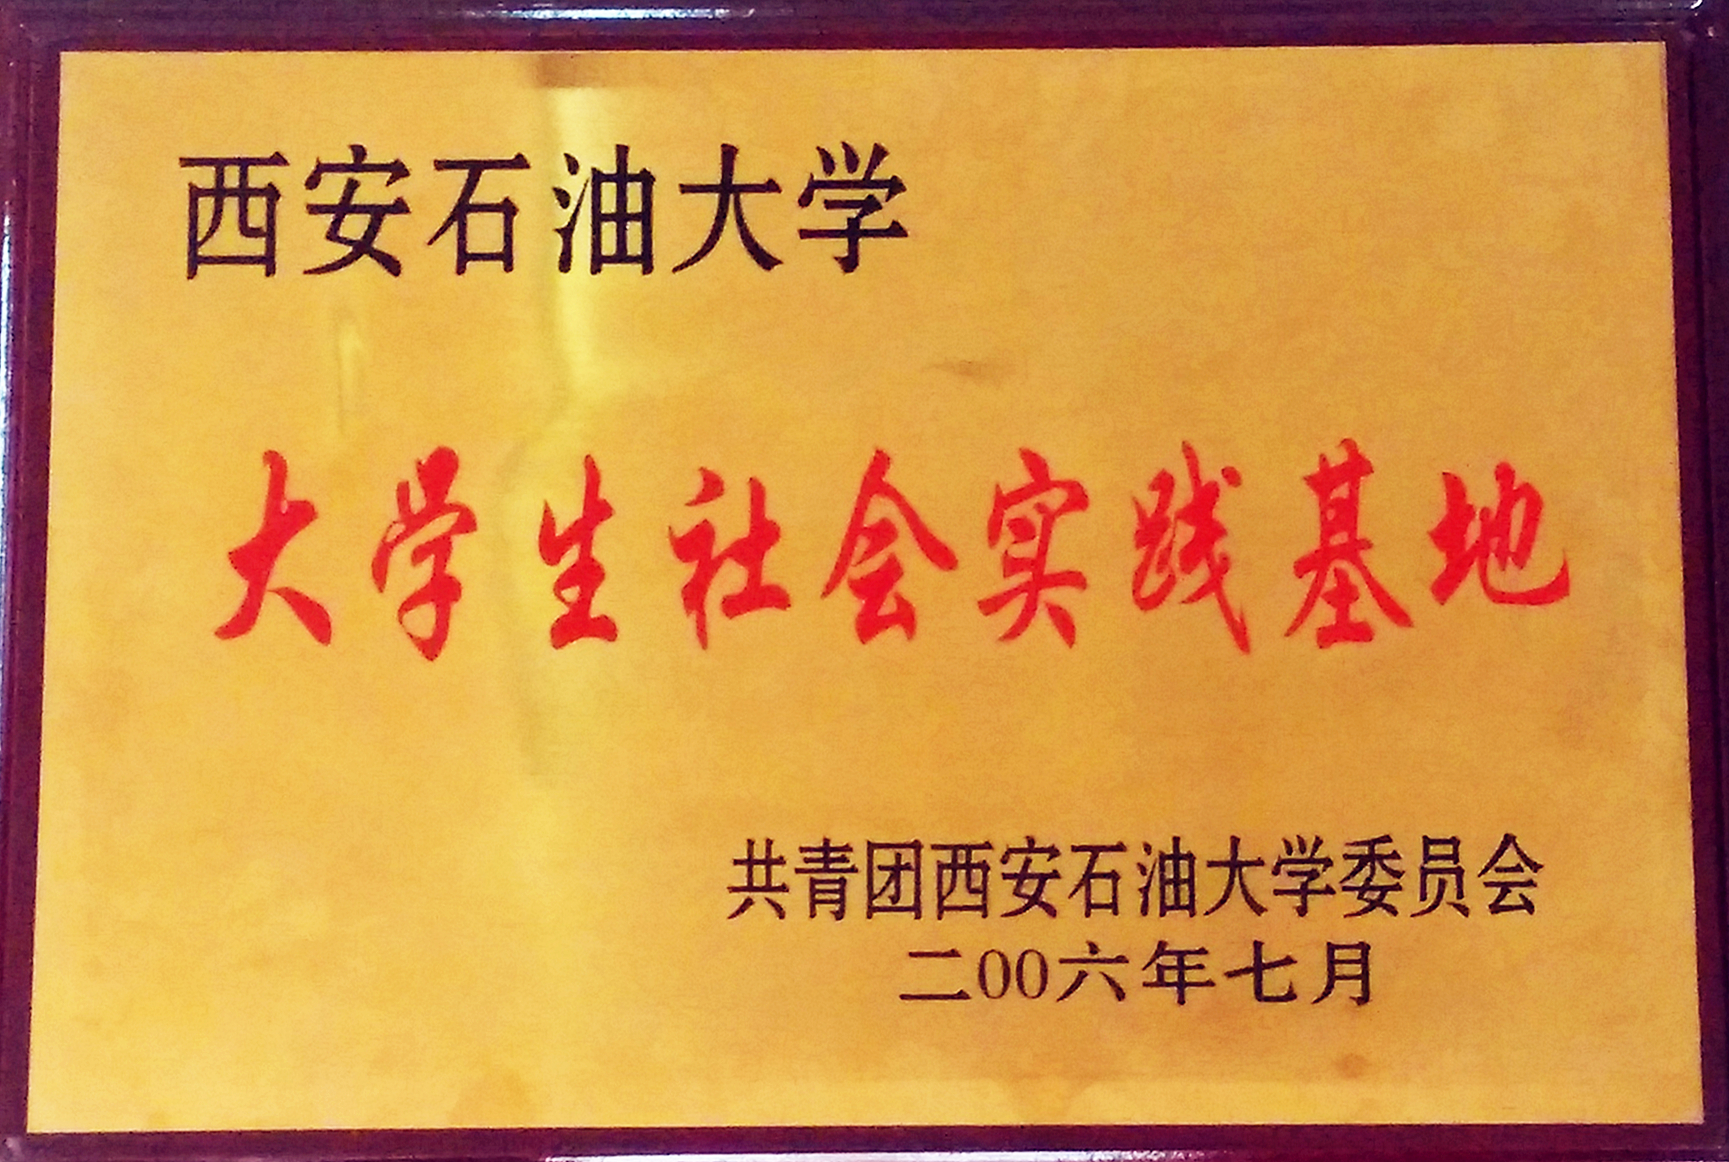 西安石油大学
大学生社会实践基地
共青团西安石油大学委员会
二00六年七月